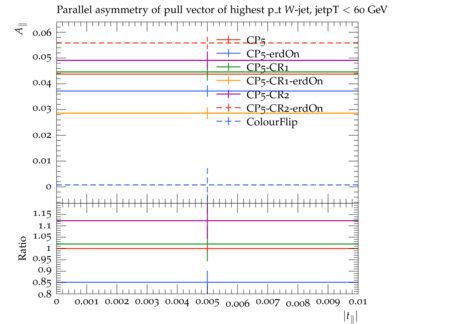 Parallel asymmetry of pull vector of highest p_t W-jet, jetpT < 60 GeV
A∥
0.06
0.05
0.04
0.03
0.02
0.01
0
CP5
CP5-erdOn
CP5-CR1
CP5-CR1-erdOn
CP5-CR2
CP5-CR2-erdOn
ColourFlip
Ratio
1.15
1.1
1.05
1
0.95
0.9
0.85
0.8
0 0.001 0.002 0.003 0.004 0.005 0.006 0.007 0.008 0.009 0.01
|t∥|